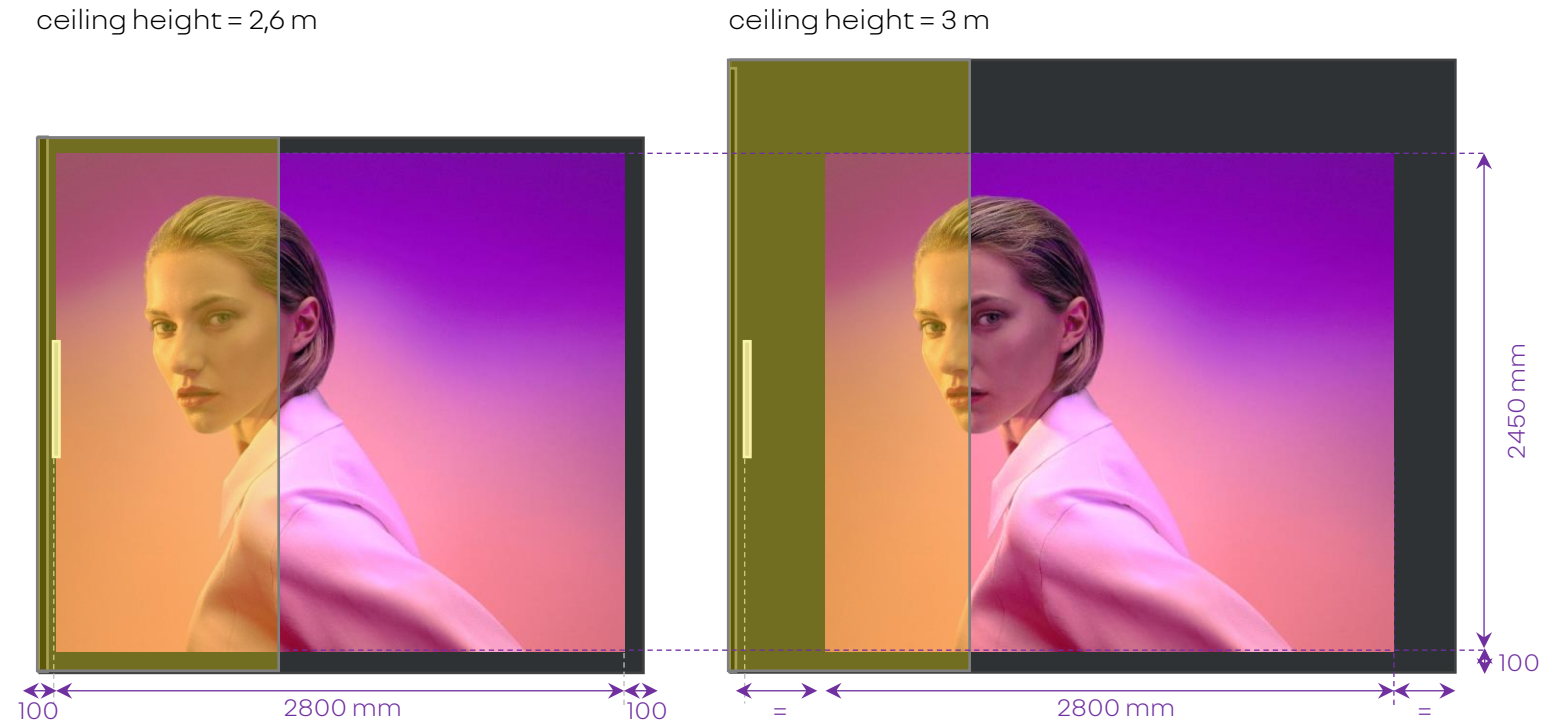 ceiling height = 2,6 m
ceiling height = 3 m
2450 mm
100
100
2800 mm
100
=
2800 mm
=